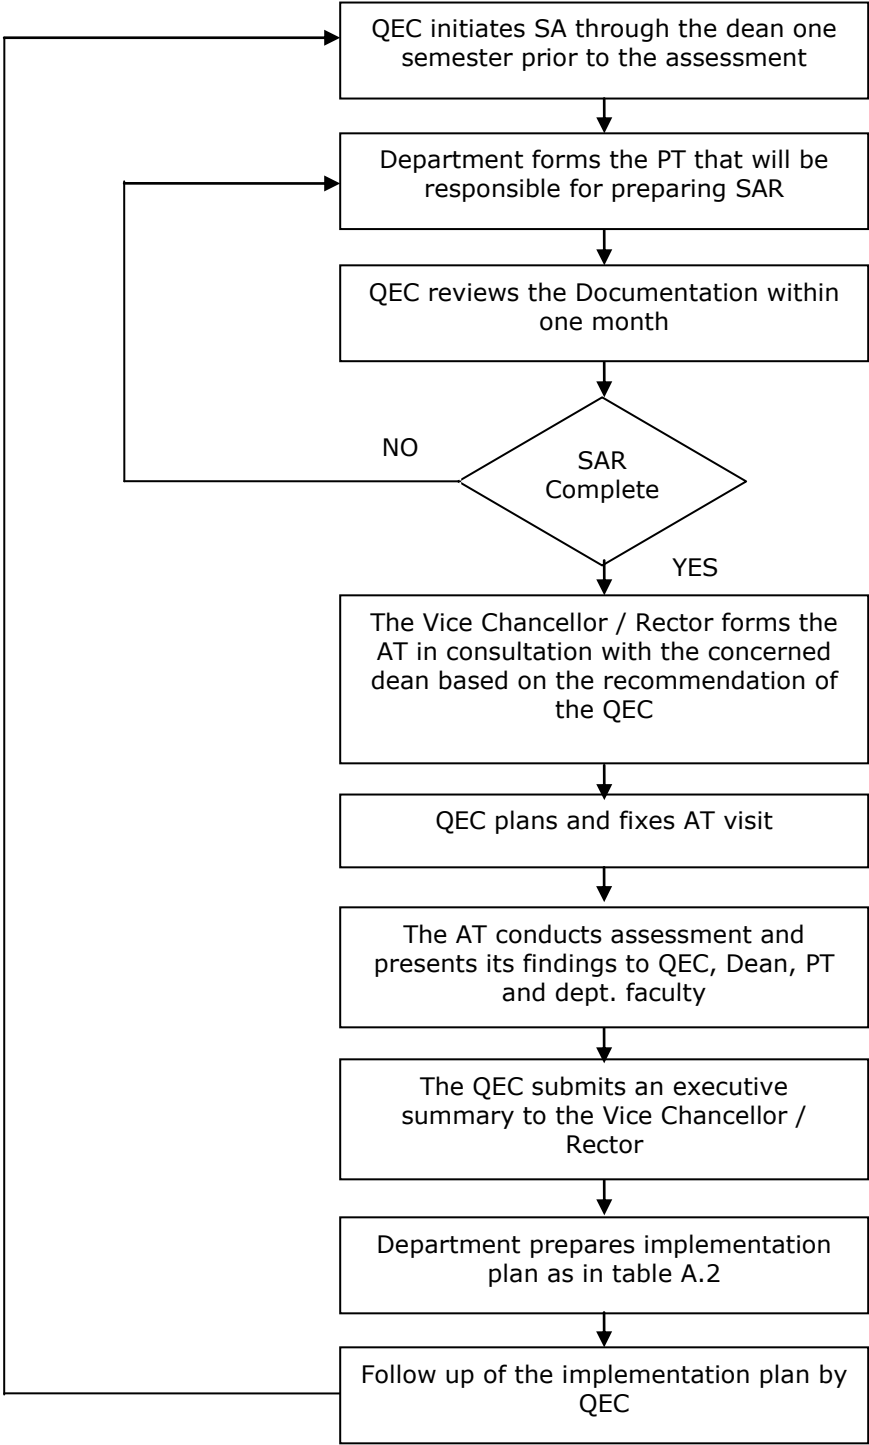 QEC initiates SA through the dean one
semester prior to the assessment
Department forms the PT that will be
responsible for preparing SAR
QEC reviews the Documentation within
one month
NO
SAR
Complete
YES
The Vice Chancellor / Rector forms the
AT in consultation with the concerned
dean based on the recommendation of
the QEC
QEC plans and fixes AT visit
The AT conducts assessment and
presents its findings to QEC, Dean, PT
and dept. faculty
The QEC submits an executive
summary to the Vice Chancellor /
Rector
Department prepares implementation
plan as in table A.2
Follow up of the implementation plan by
QEC